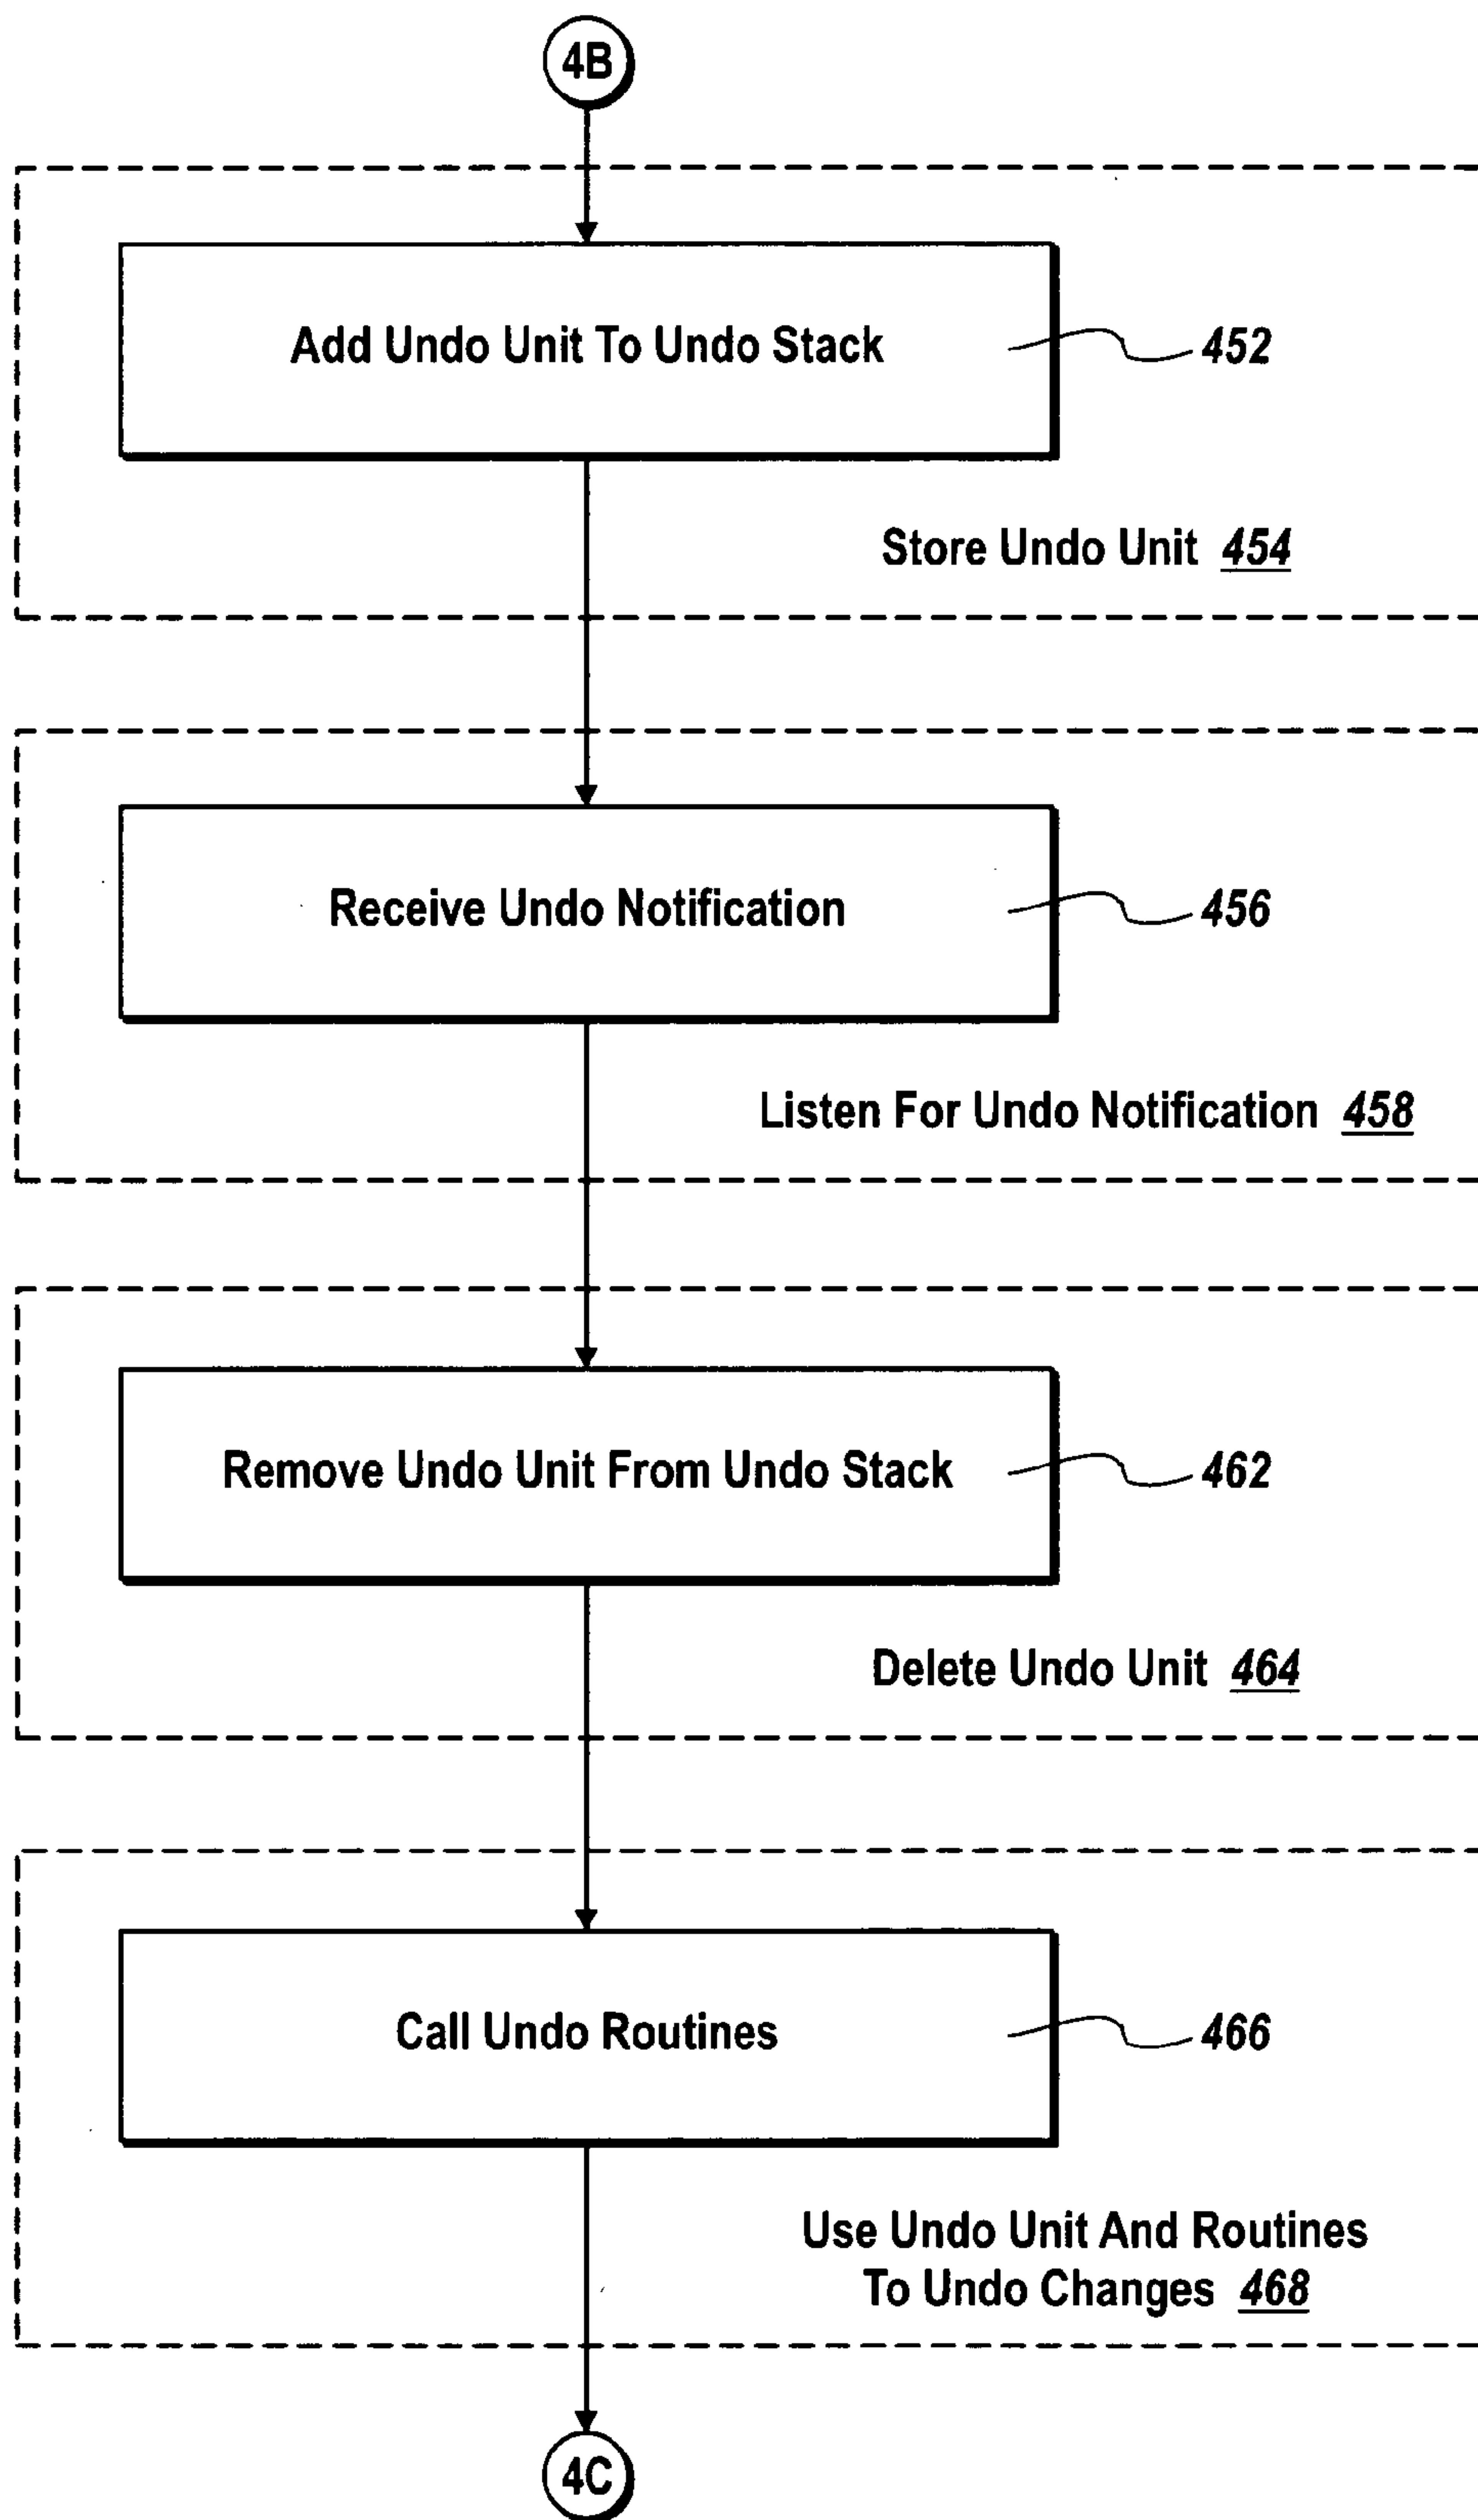 4B
Add Undo Unit To Undo Stack
452
Store Undo Unit 454
Receive Undo Notification
456
Listen For Undo Notification 458
Remove Undo Unit From Undo Stack
462
Delete Undo Unit 464
Call Undo Routines
466
Use Undo Unit And Routines
To Undo Changes 468
4C